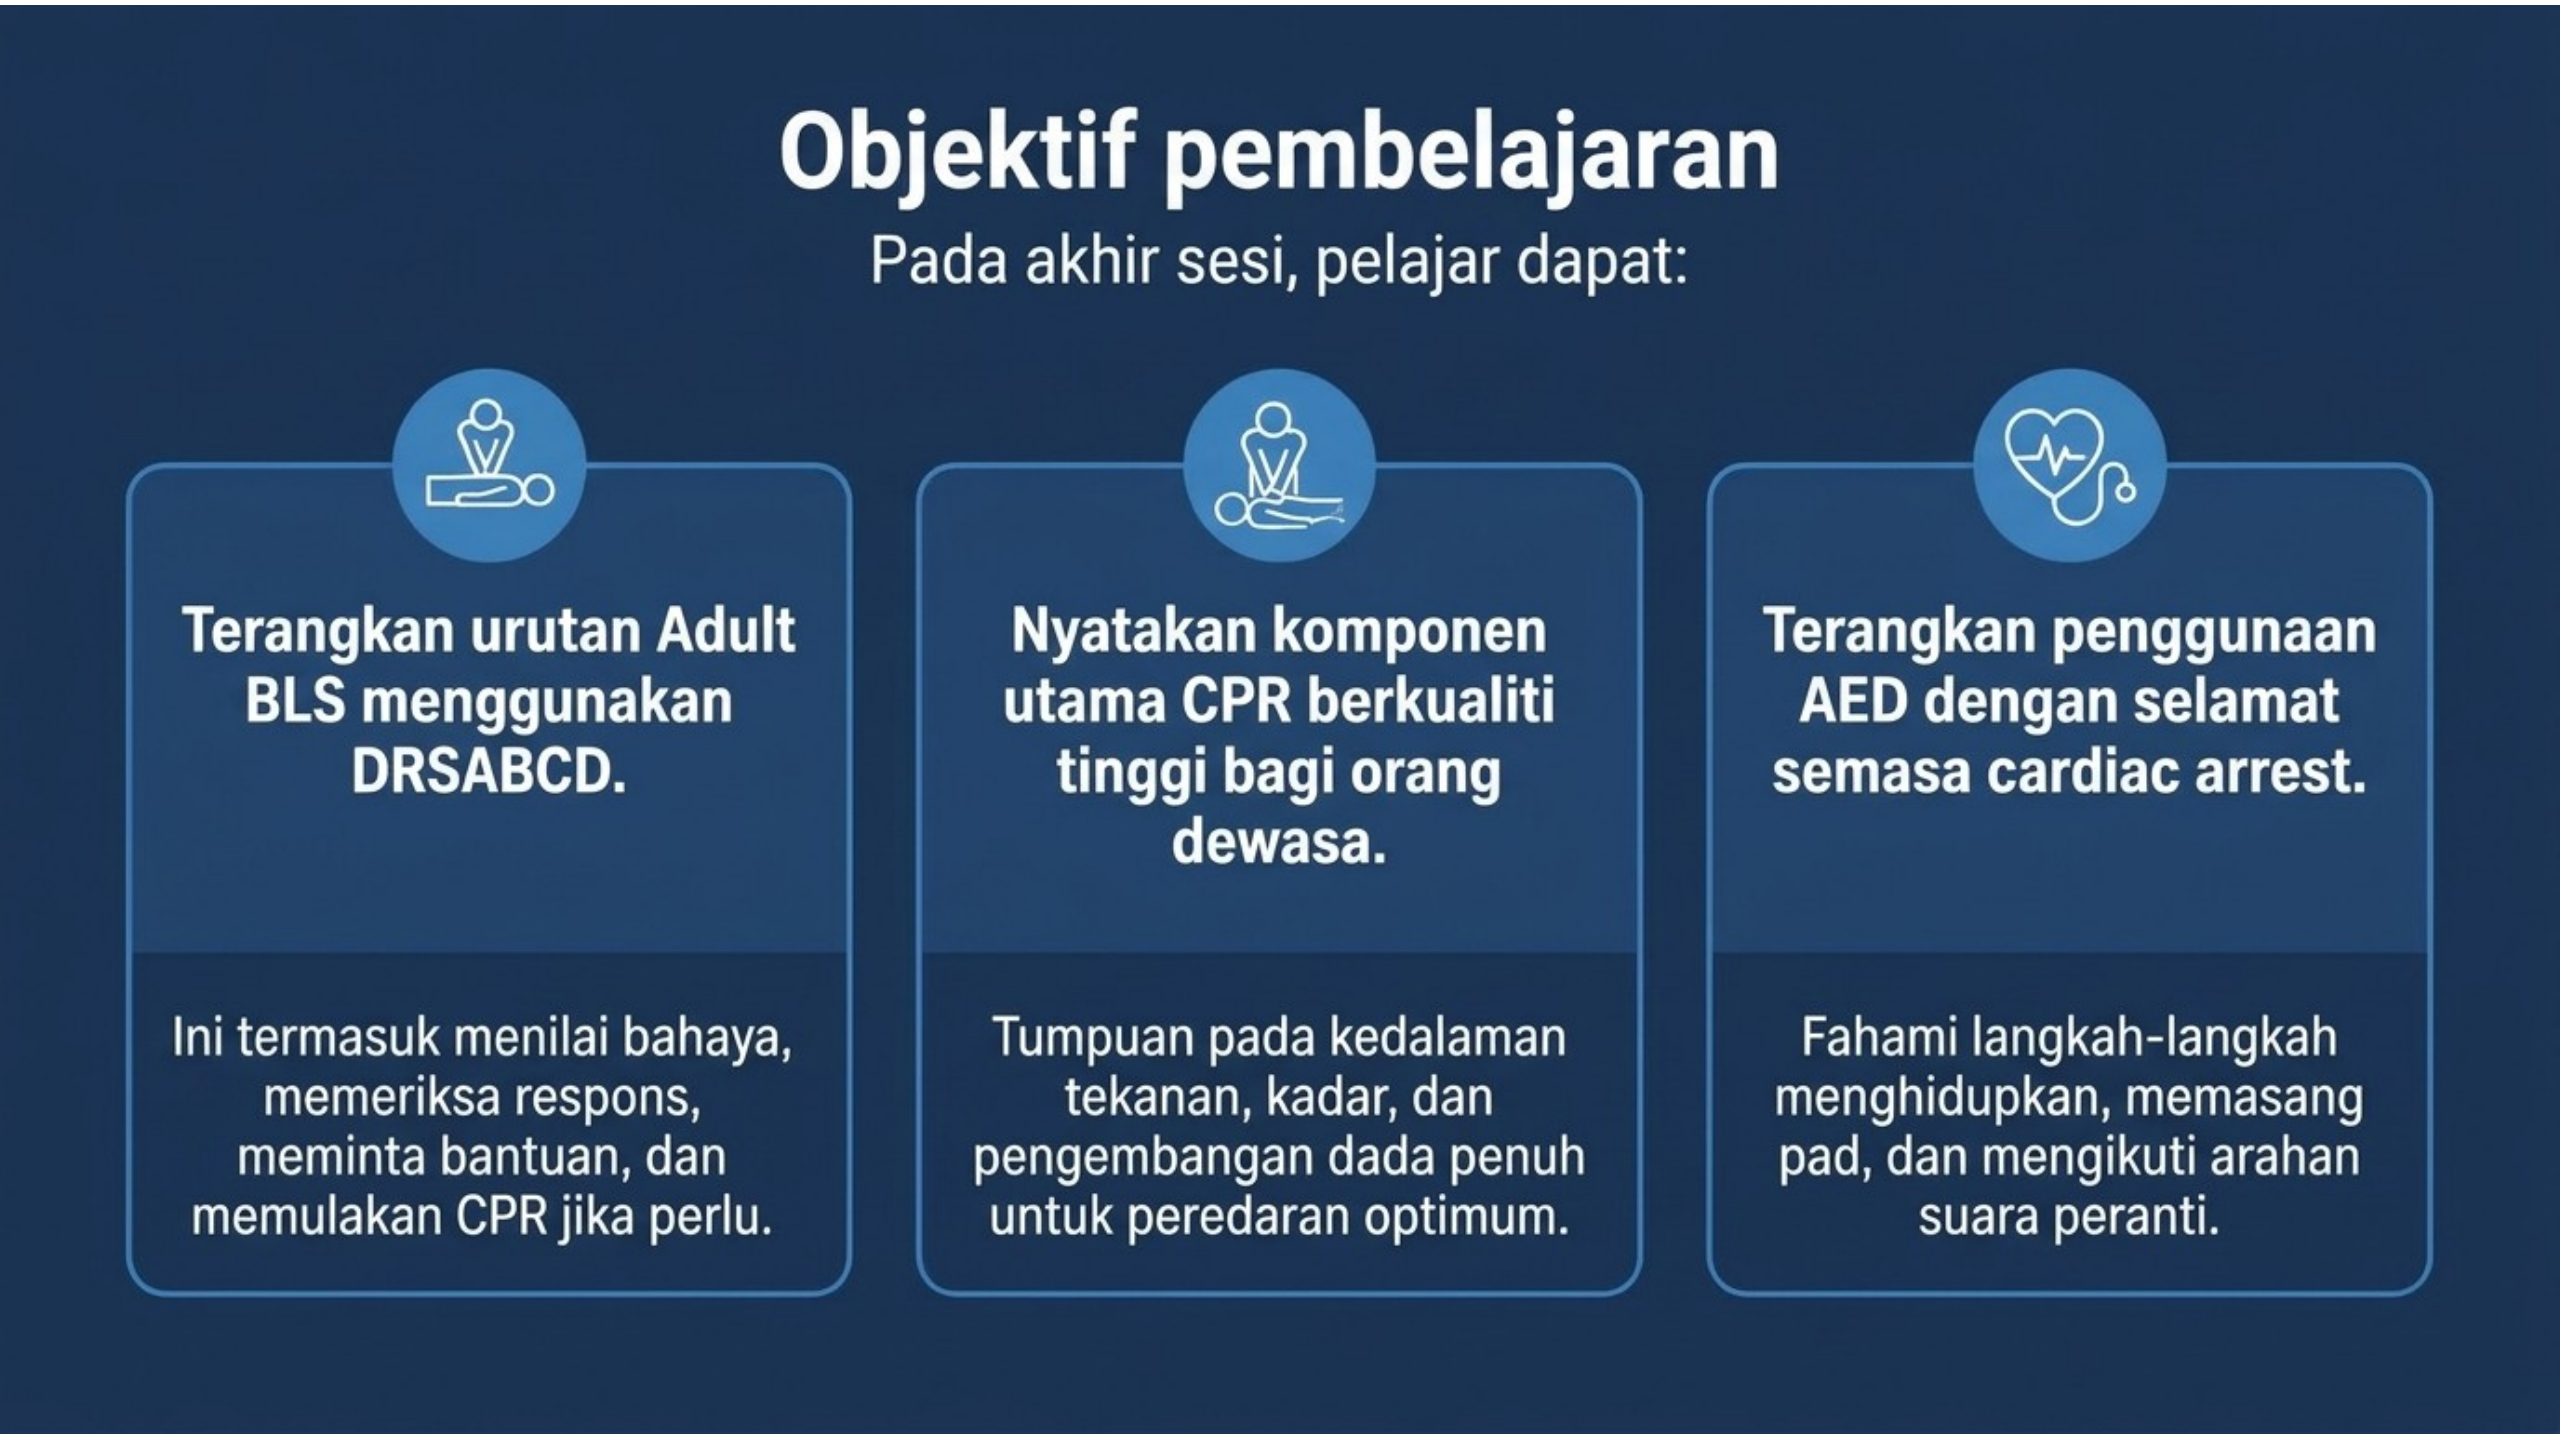 Objektif pembelajaran
Pada akhir sesi, pelajar dapat:
Terangkan urutan Adult
BLS menggunakan
DRSABCD.
Ini termasuk menilai bahaya,
memeriksa respons,
meminta bantuan, dan
memulakan CPR jika perlu.
Nyatakan komponen
utama CPR berkualiti
tinggi bagi orang
dewasa.
Tumpuan pada kedalaman
tekanan, kadar, dan
pengembangan dada penuh
untuk peredaran optimum.
Terangkan penggunaan
AED dengan selamat
semasa cardiac arrest.
Fahami langkah-langkah
menghidupkan, memasang
pad, dan mengikuti arahan
suara peranti.